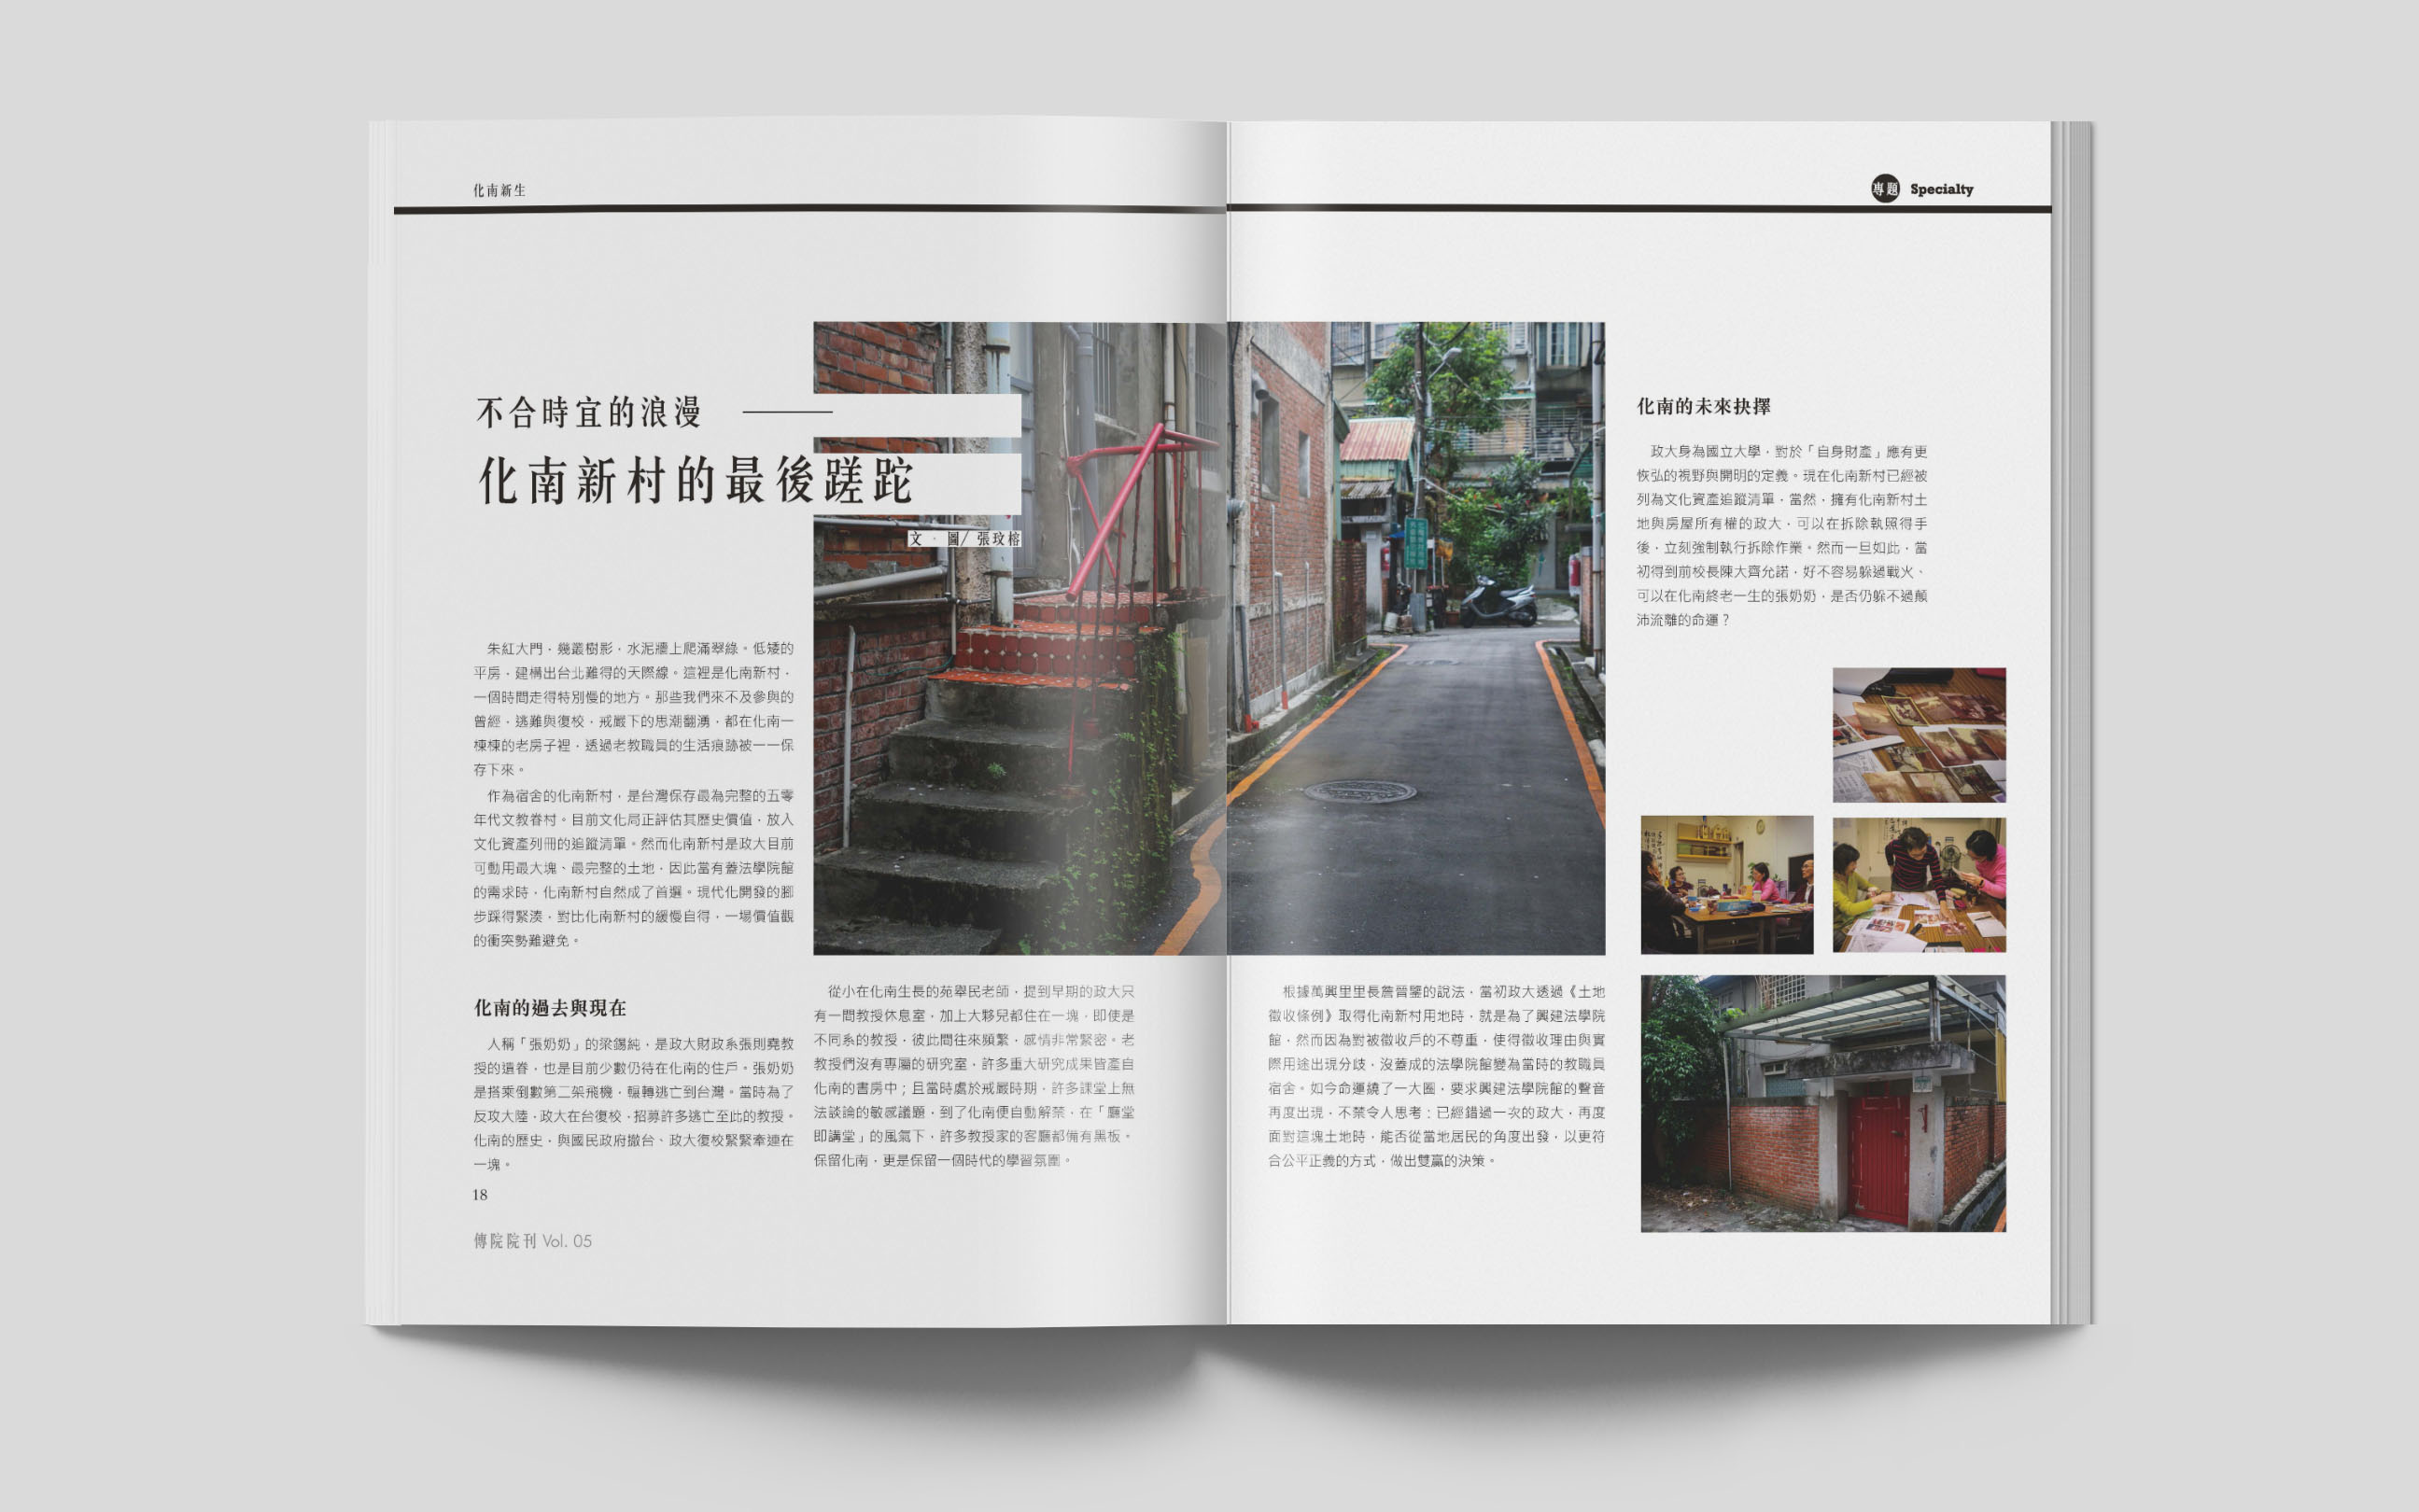 化南新生
專題 Specialty
不合時宜的浪漫
化南新村的最後蹉跎
文 · 圖/ 張玟榕
朱紅大門,幾叢樹影,水泥牆上爬滿翠綠。低矮的
平房,建構出台北難得的天際線。這裡是化南新村,
一個時間走得特別慢的地方。那些我們來不及參與的
曾經,逃難與復校,戒嚴下的思潮翻湧,都在化南一
棟棟的老房子裡,透過老教職員的生活痕跡被一一保
存下來。
作為宿舍的化南新村,是台灣保存最為完整的五零
年代文教眷村。目前文化局正評估其歷史價值,放入
文化資產列冊的追蹤清單。然而化南新村是政大目前
可動用最大塊、最完整的土地,因此當有蓋法學院館
的需求時,化南新村自然成了首選。現代化開發的腳
步踩得緊湊,對比化南新村的緩慢自得,一場價值觀
的衝突勢難避免。
化南的過去與現在
人稱「張奶奶」的梁錫純,是政大財政系張則堯教
授的遺眷,也是目前少數仍待在化南的住戶。張奶奶
是搭乘倒數第二架飛機,輾轉逃亡到台灣。當時為了
反攻大陸,政大在台復校,招募許多逃亡至此的教授。
化南的歷史,與國民政府撤台、政大復校緊緊牽連在
一塊。
18
傳院院刊 Vol. 05
從小在化南生長的苑舉民老師,提到早期的政大只
有一間教授休息室,加上大夥兒都住在一塊,即使是
不同系的教授,彼此間往來頻繁,感情非常緊密。老
教授們沒有專屬的研究室,許多重大研究成果皆產自
化南的書房中;且當時處於戒嚴時期,許多課堂上無
法談論的敏感議題,到了化南便自動解禁,在「廳堂
即講堂」的風氣下,許多教授家的客廳都備有黑板。
保留化南,更是保留一個時代的學習氛圍。
根據萬興里里長詹晉鑒的說法,當初政大透過《土地
徵收條例》取得化南新村用地時,就是為了興建法學院
館,然而因為對被徵收戶的不尊重,使得徵收理由與實
際用途出現分歧,沒蓋成的法學院館變為當時的教職員
宿舍。如今命運繞了一大圈,要求興建法學院館的聲音
再度出現,不禁令人思考:已經錯過一次的政大,再度
面對這塊土地時,能否從當地居民的角度出發,以更符
合公平正義的方式,做出雙贏的決策。
化南的未來抉擇
政大身為國立大學,對於「自身財產」應有更
恢弘的視野與開明的定義。現在化南新村已經被
列為文化資產追蹤清單,當然,擁有化南新村土
地與房屋所有權的政大,可以在拆除執照得手
後,立刻強制執行拆除作業。然而一旦如此,當
初得到前校長陳大齊允諾,好不容易躲過戰火、
可以在化南終老一生的張奶奶,是否仍躲不過顛
沛流離的命運?